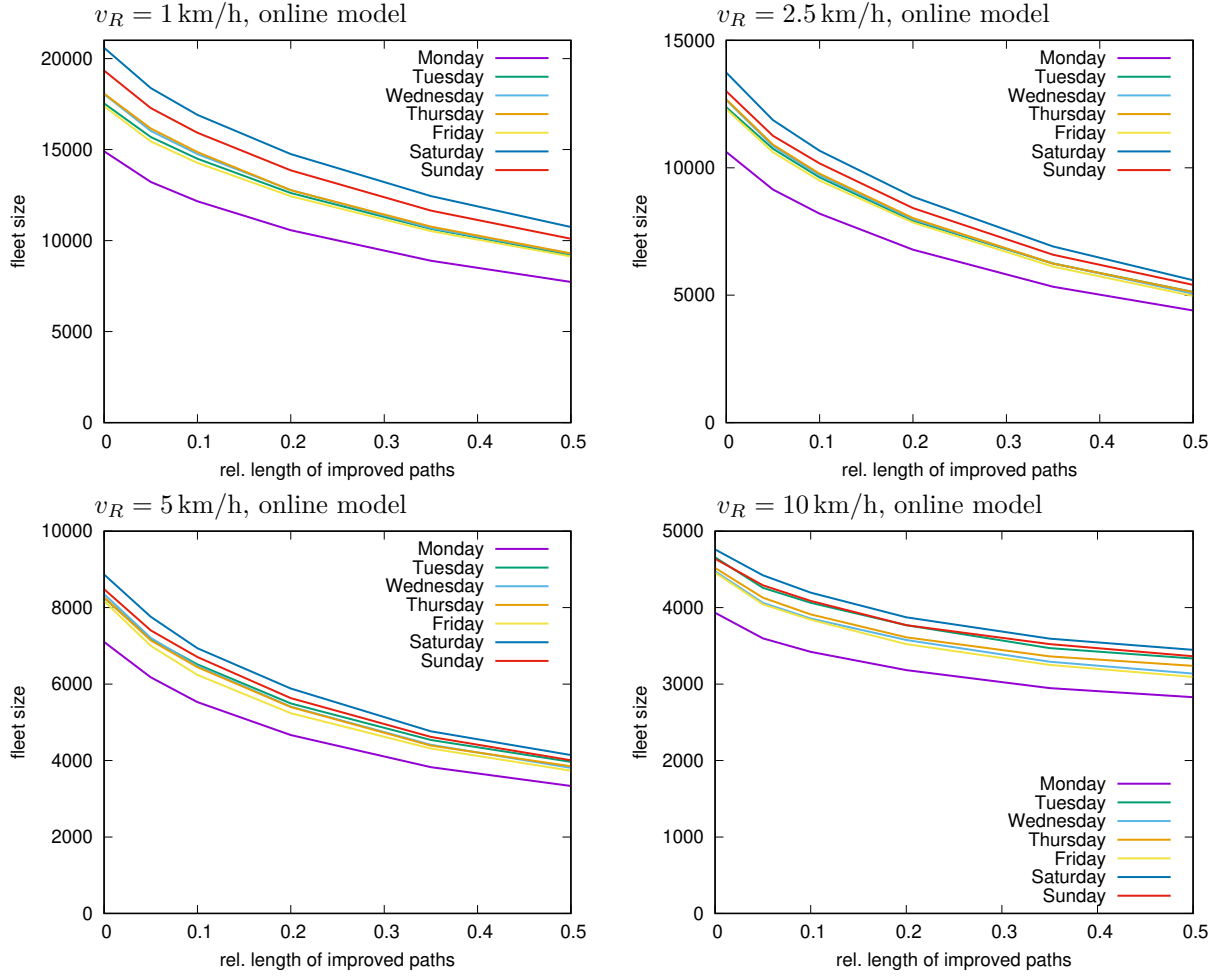 v_R = 1 km/h, online model
20000
15000
10000
5000
0
fleet size
Monday
Tuesday
Wednesday
Thursday
Friday
Saturday
Sunday
0 0.1 0.2 0.3 0.4 0.5
rel. length of improved paths
v_R = 2.5 km/h, online model
15000
10000
5000
0
fleet size
Monday
Tuesday
Wednesday
Thursday
Friday
Saturday
Sunday
0 0.1 0.2 0.3 0.4 0.5
rel. length of improved paths
v_R = 5 km/h, online model
10000
8000
6000
4000
2000
0
fleet size
Monday
Tuesday
Wednesday
Thursday
Friday
Saturday
Sunday
0 0.1 0.2 0.3 0.4 0.5
rel. length of improved paths
v_R = 10 km/h, online model
5000
4000
3000
2000
1000
0
fleet size
Monday
Tuesday
Wednesday
Thursday
Friday
Saturday
Sunday
0 0.1 0.2 0.3 0.4 0.5
rel. length of improved paths